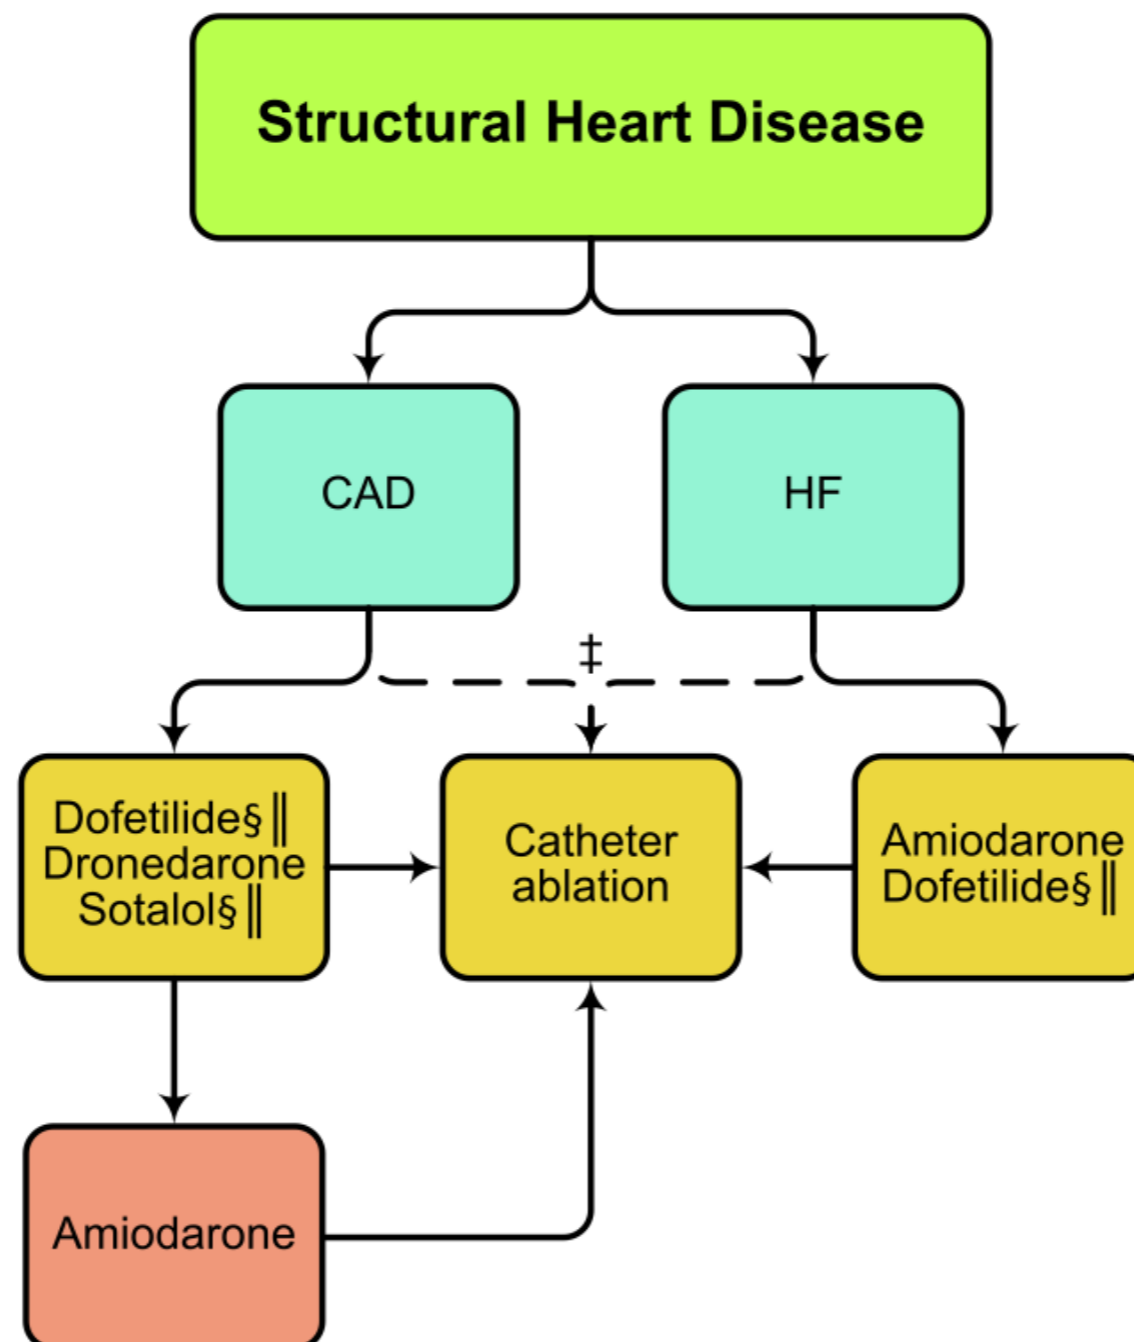 Structural Heart Disease
CAD
HF
‡
Dofetilide§‖
Dronedarone
Sotalol§‖
Catheter
ablation
Amiodarone
Dofetilide§‖
Amiodarone